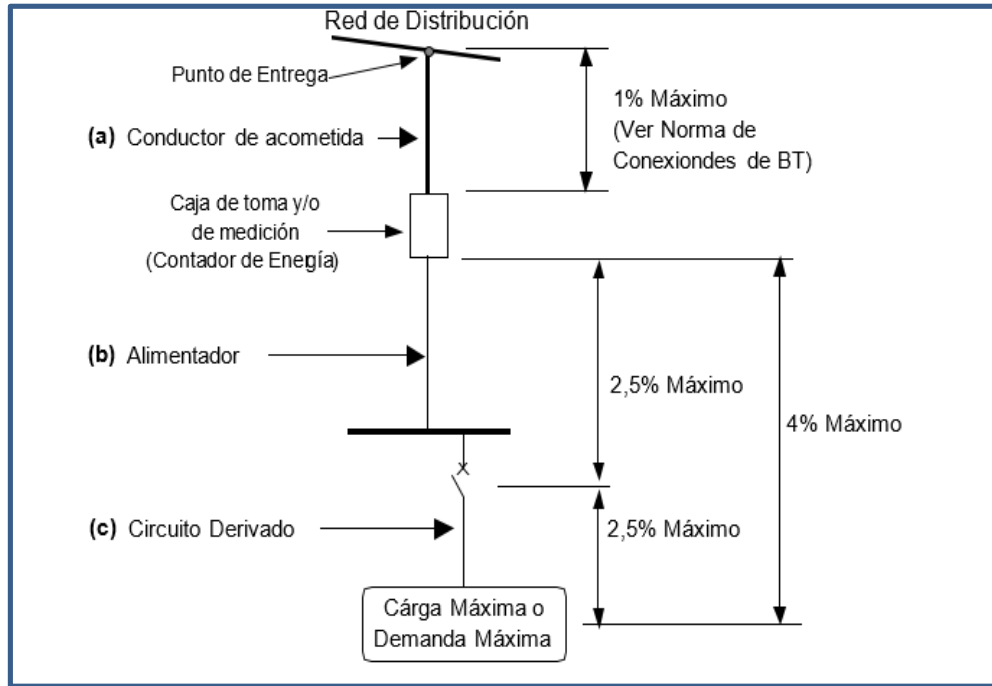 Red de Distribución
Punto de Entrega
1% Máximo
(Ver Norma de
Conexiondes de BT)
(a) Conductor de acometida
Caja de toma y/o
de medición
(Contador de Energía)
(b) Alimentador
2,5% Máximo
4% Máximo
(c) Circuito Derivado
2,5% Máximo
Cárga Máxima o
Demanda Máxima